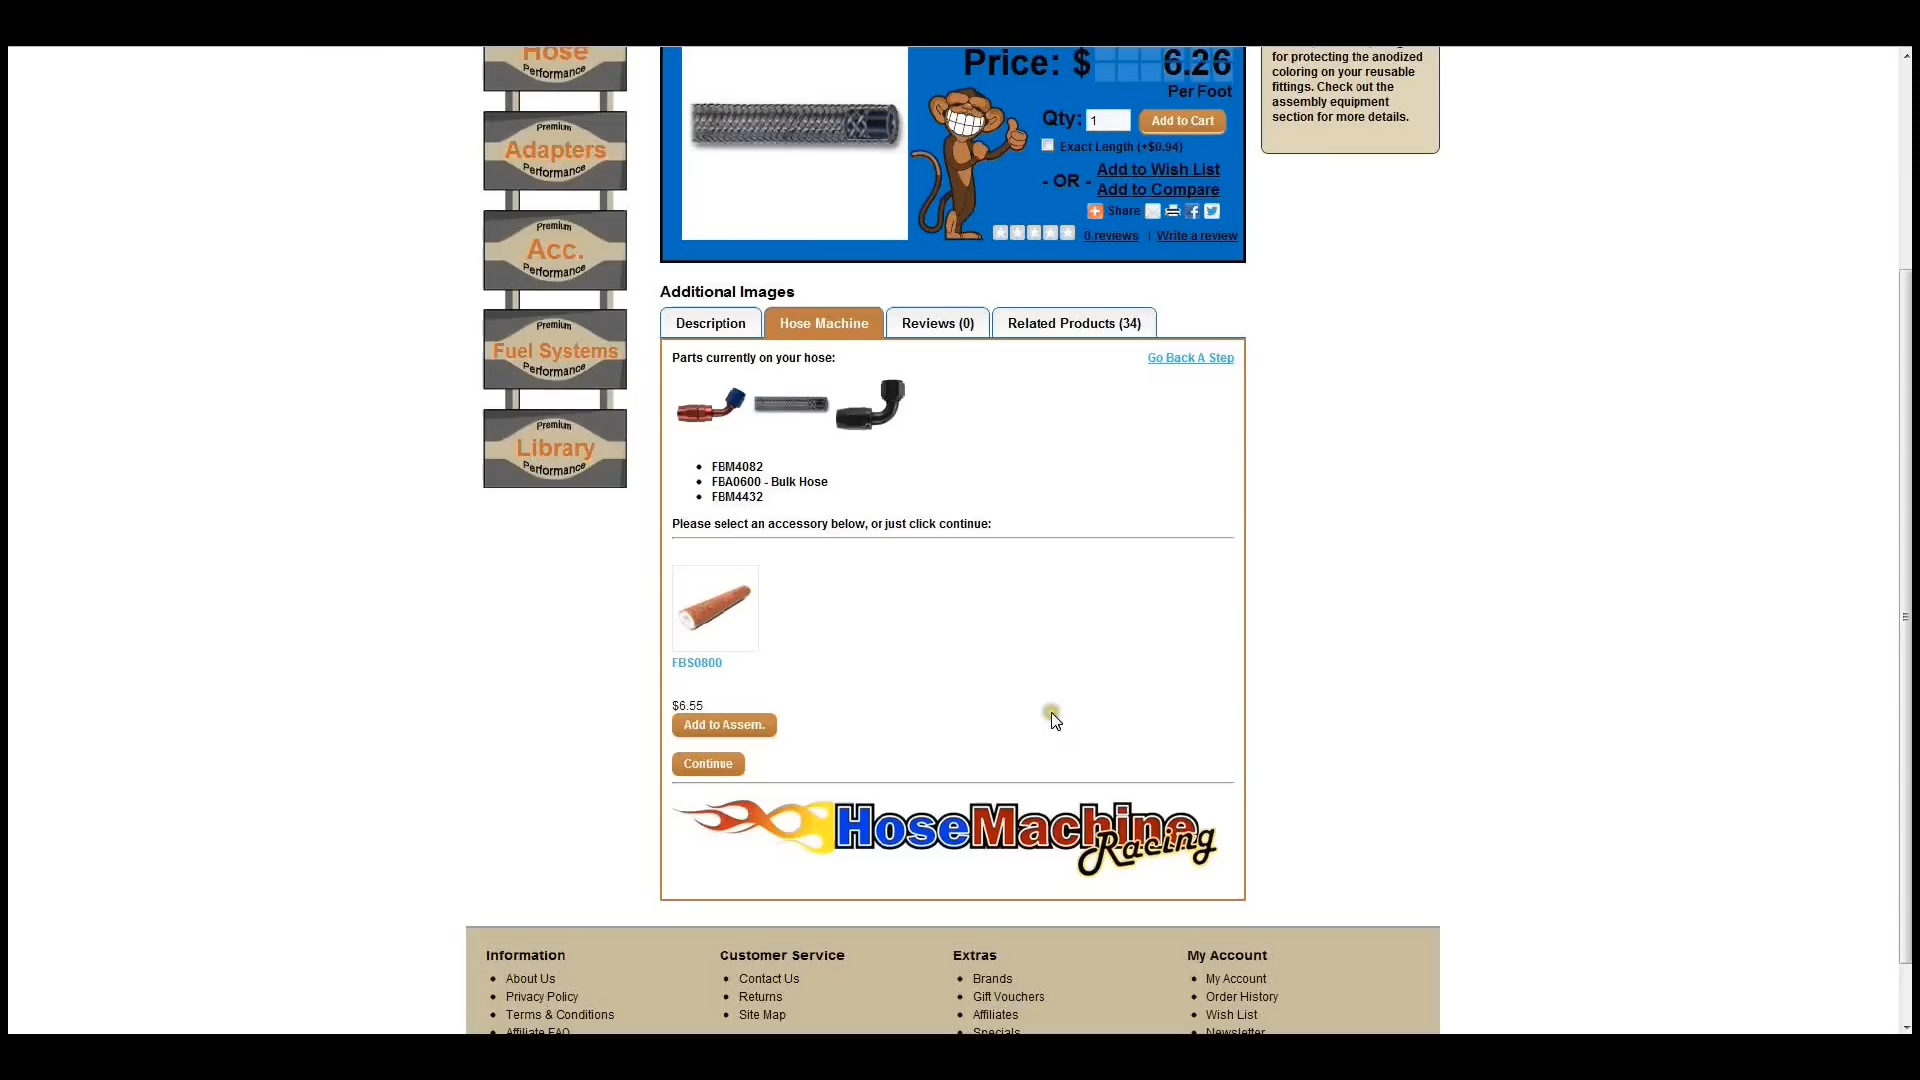 Hose
Performance
Premium
Adapters
Performance
Premium
Acc.
Performance
Premium
Fuel Systems
Performance
Premium
Library
Performance
Price: $ 6.26
Per Foot
Qty: 1 Add to Cart
Exact Length (+$0.94)
- OR -
Add to Wish List
Add to Compare
Share
0 reviews | Write a review
for protecting the anodized
coloring on your reusable
fittings. Check out the
assembly equipment
section for more details.
Additional Images
Description Hose Machine Reviews (0) Related Products (34)
Parts currently on your hose: Go Back A Step
• FBM4082
• FBA0600 - Bulk Hose
• FBM4432
Please select an accessory below, or just click continue:
FBS0800
$6.55
Add to Assem.
Continue
HoseMachine
Racing
Information
• About Us
• Privacy Policy
• Terms & Conditions
• Affiliate FAQ
Customer Service
• Contact Us
• Returns
• Site Map
Extras
• Brands
• Gift Vouchers
• Affiliates
• Specials
My Account
• My Account
• Order History
• Wish List
• Newsletter